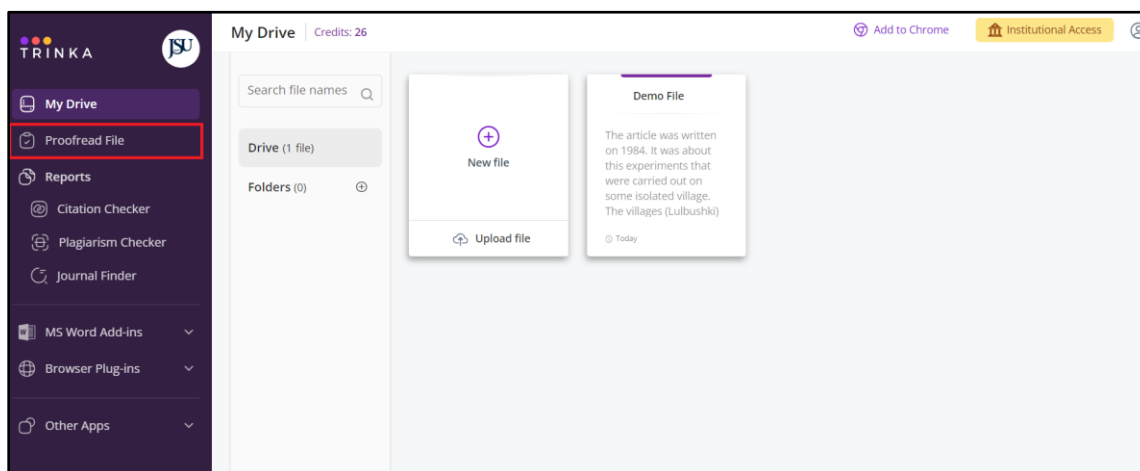 TRINKA
JSU
My Drive
Proofread File
Reports
Citation Checker
Plagiarism Checker
Journal Finder
MS Word Add-ins
Browser Plug-ins
Other Apps
My Drive Credits: 26
Add to Chrome
Institutional Access
Search file names
Drive (1 file)
Folders (0)
New file
Upload file
Demo File
The article was written
on 1984. It was about
this experiments that
were carried out on
some isolated village.
The villages (Lulbushki)
Today